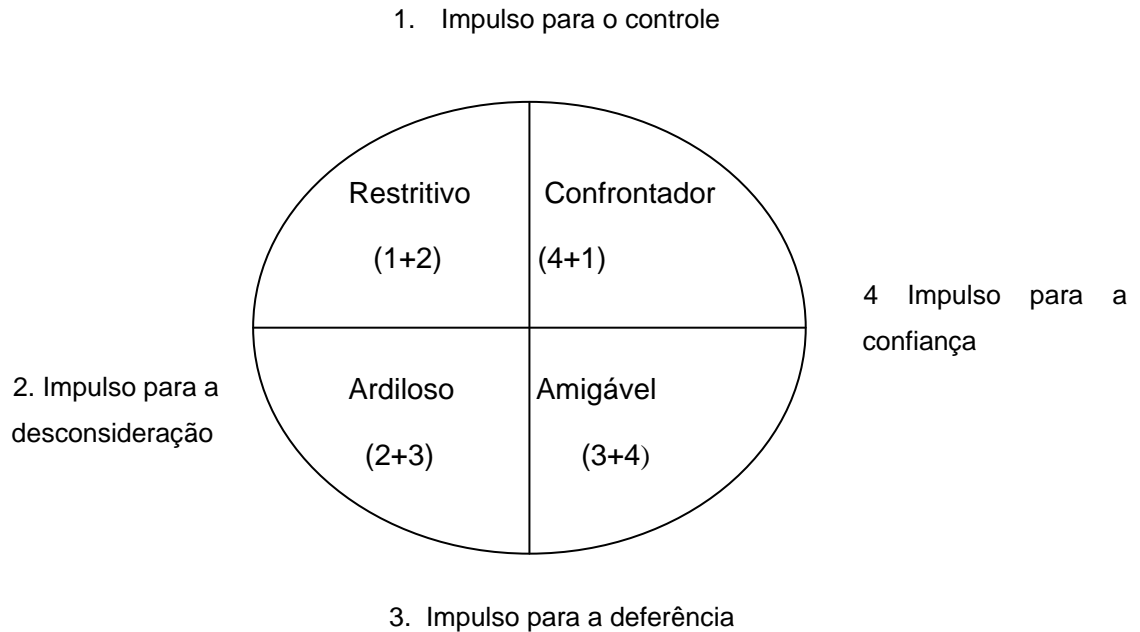 1. Impulso para o controle
Restritivo
(1+2)
Confrontador
(4+1)
4 Impulso para a
confiança
2. Impulso para a
desconsideração
Ardiloso
(2+3)
Amigável
(3+4)
3. Impulso para a deferência